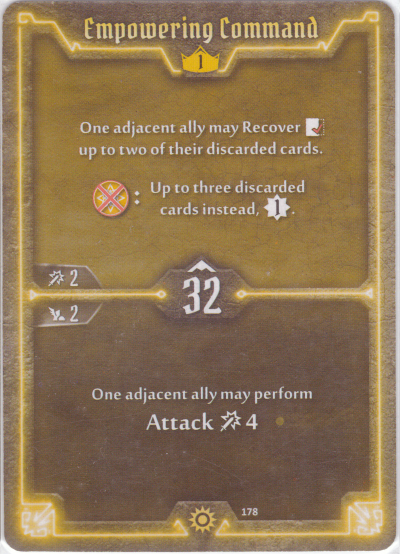 Empowering Command
1
One adjacent ally may Recover
up to two of their discarded cards.
: Up to three discarded
cards instead, 1.
2
32
2
One adjacent ally may perform
Attack 4
178